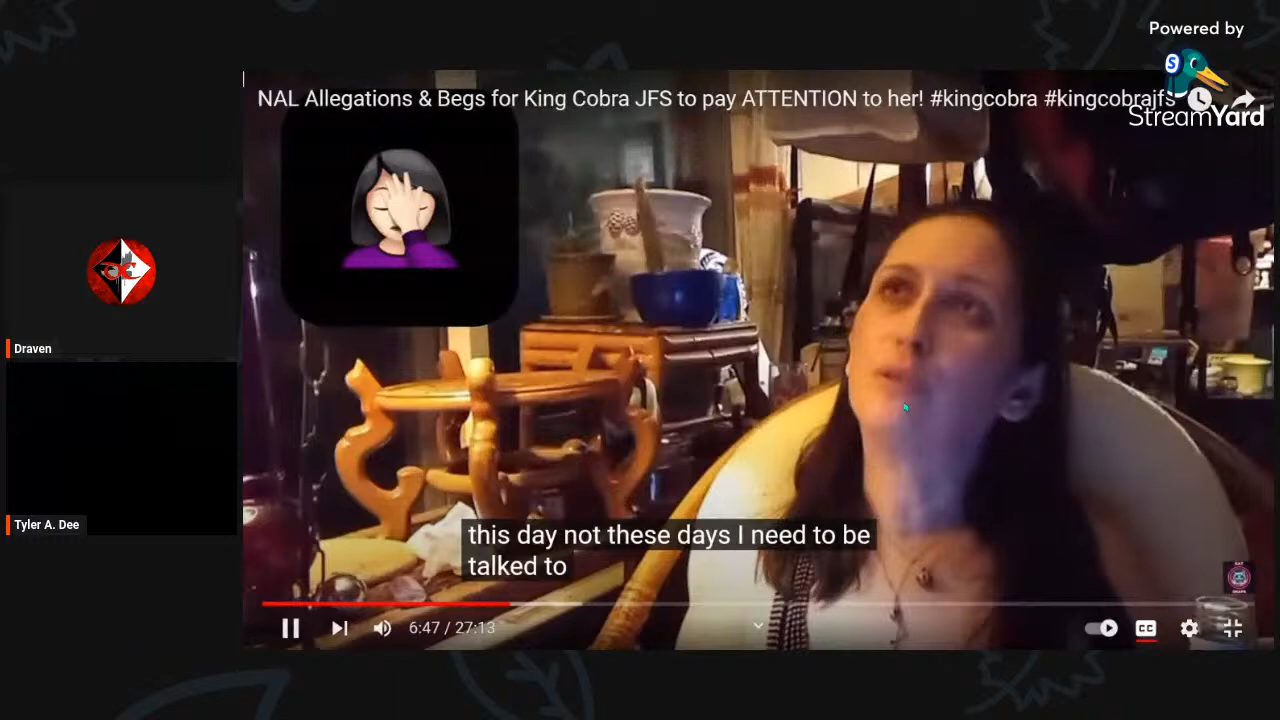 Powered by
StreamYard
NAL Allegations & Begs for King Cobra JFS to pay ATTENTION to her! #kingcobra #kingcobrajfs
Draven
Tyler A. Dee
this day not these days I need to be
talked to
6:47 / 27:13
CC